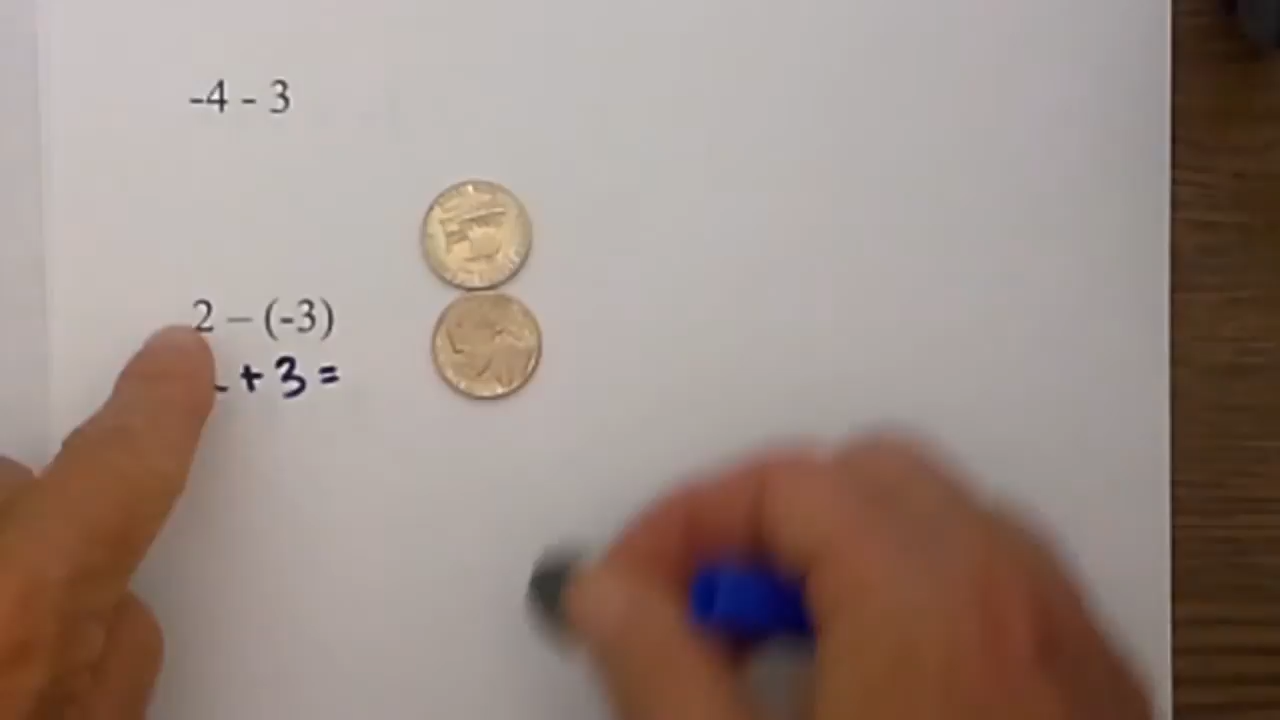 -4 - 3
2 – (-3)
+ 3 =